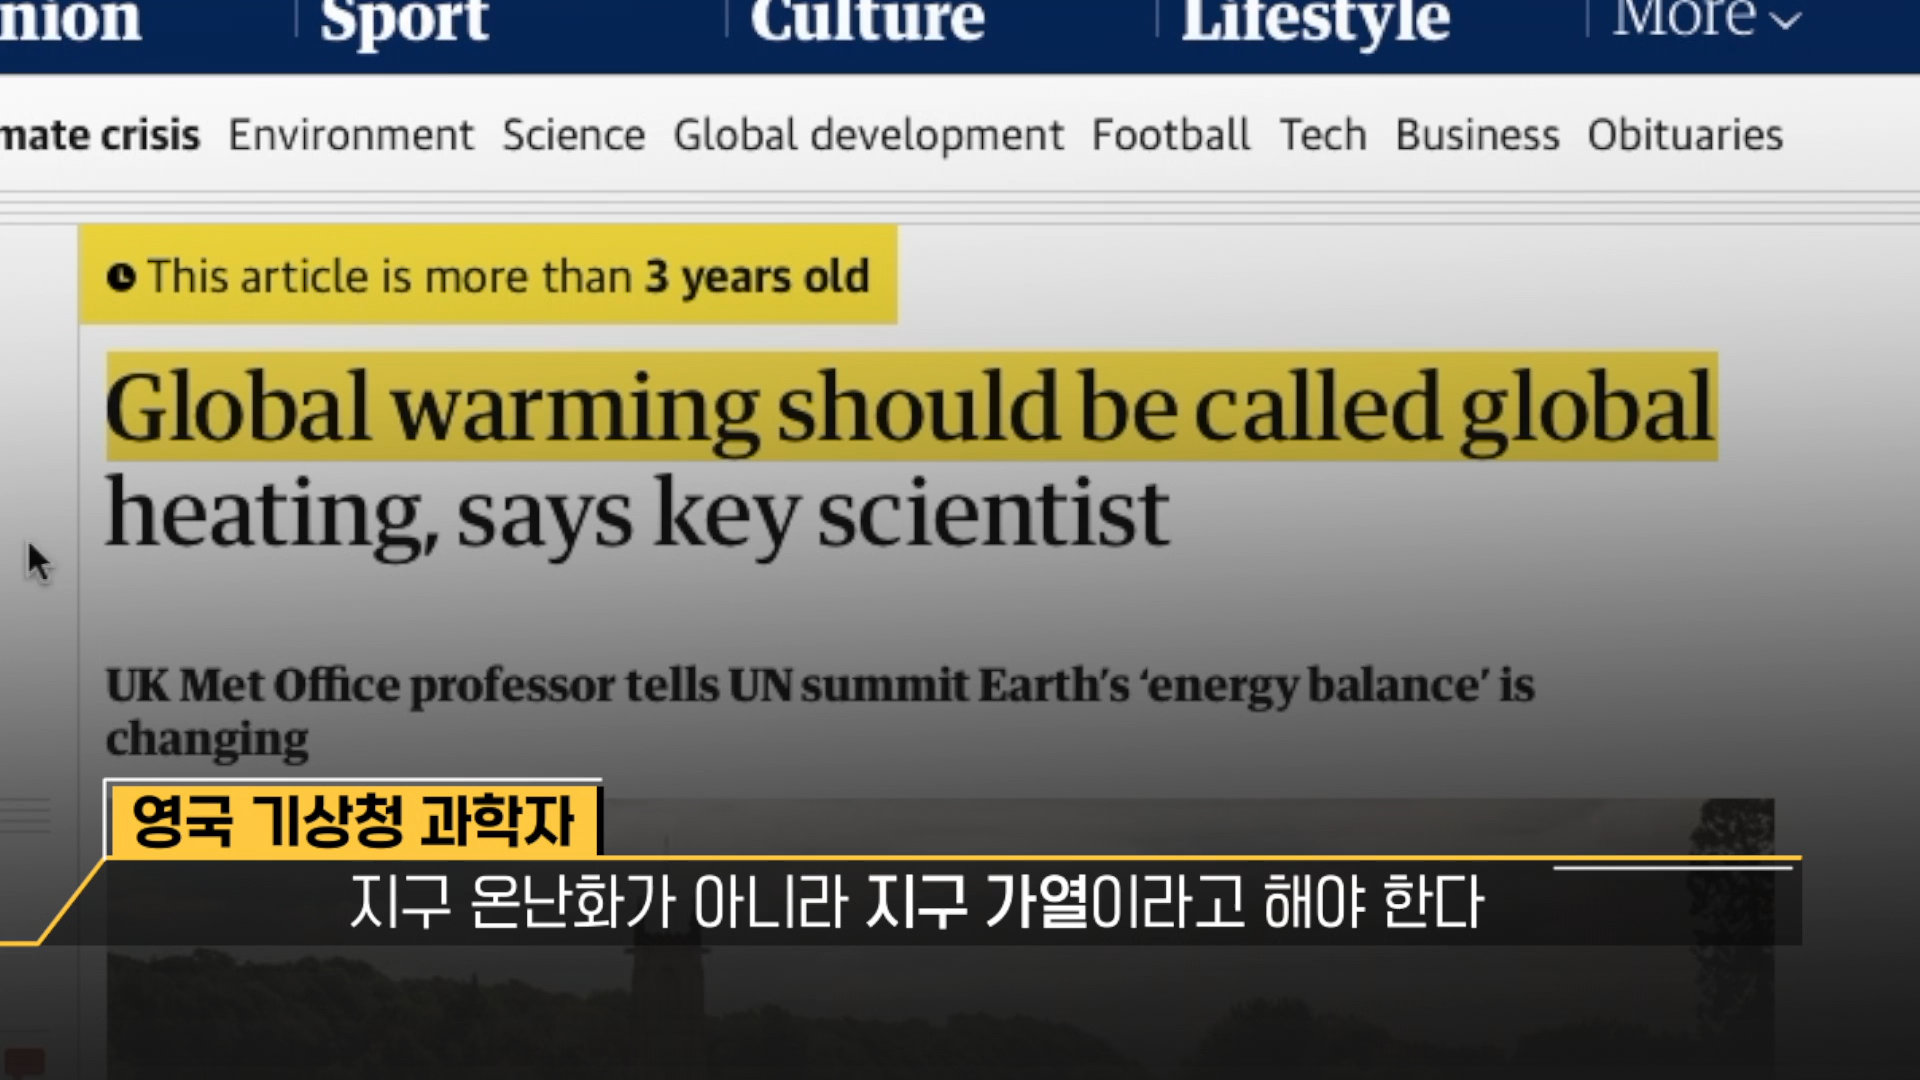 Sport Culture Lifestyle More
crisis Environment Science Global development Football Tech Business Obituaries
This article is more than 3 years old
Global warming should be called global
heating, says key scientist
UK Met Office professor tells UN summit Earth's ‘energy balance’ is
changing
영국 기상청 과학자
지구 온난화가 아니라 지구 가열이라고 해야 한다